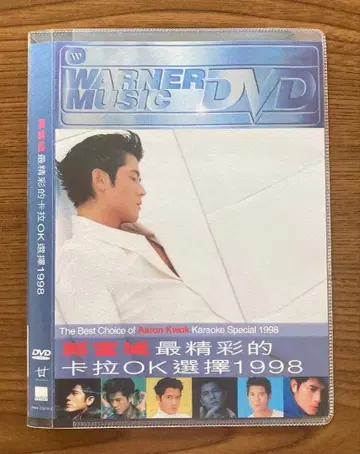 WARNER
MUSIC
DVD
The Best Choice of Aaron Kwok Karaoke Special 1998
郭富城 最精彩的
卡拉OK選擇1998
郭富城 最精彩的卡拉OK選擇1998
DVD